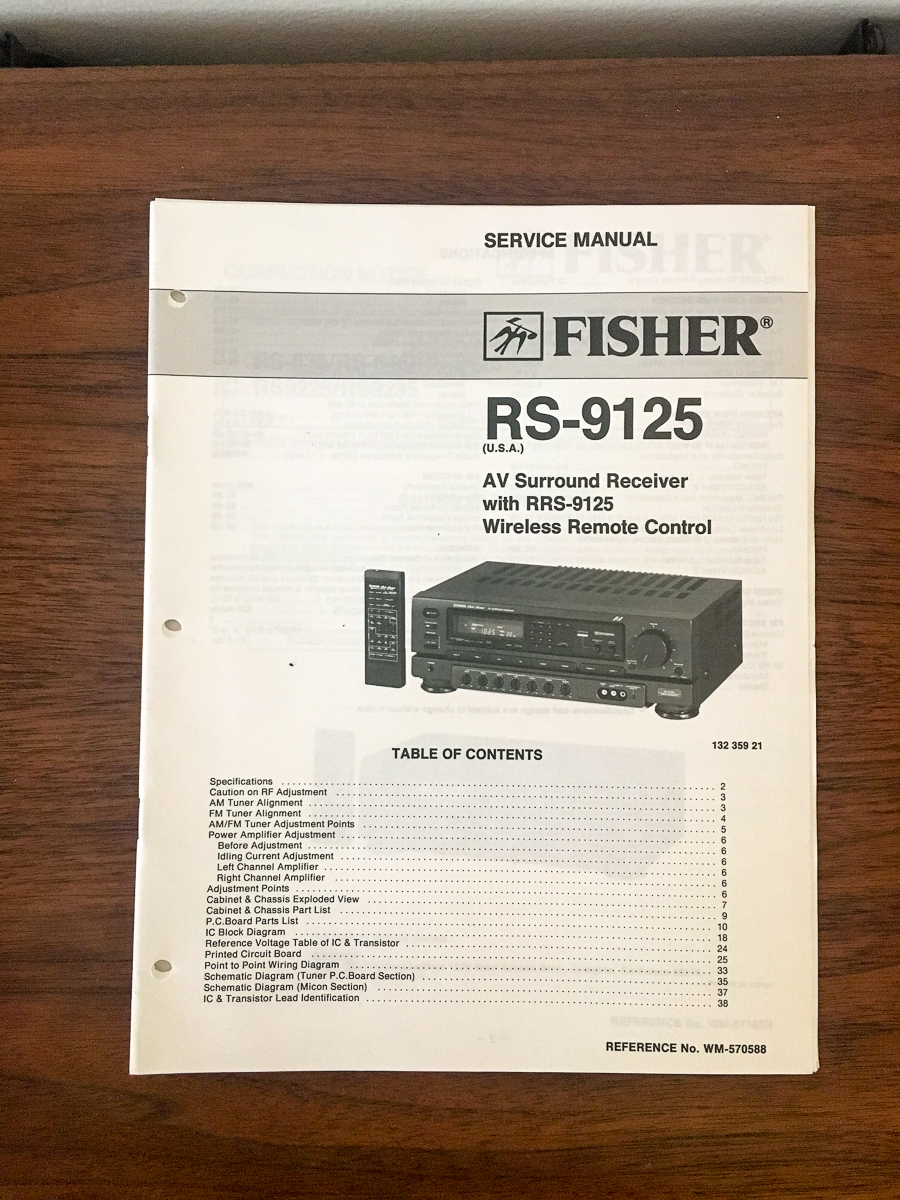 SERVICE MANUAL
FISHER®
RS-9125
(U.S.A.)
AV Surround Receiver
with RRS-9125
Wireless Remote Control
132 359 21
TABLE OF CONTENTS
Specifications 2
Caution on RF Adjustment 3
AM Tuner Alignment 3
FM Tuner Alignment 4
AM/FM Tuner Adjustment Points 5
Power Amplifier Adjustment 6
Before Adjustment 6
Idling Current Adjustment 6
Left Channel Amplifier 6
Right Channel Amplifier 6
Adjustment Points 6
Cabinet & Chassis Exploded View 7
Cabinet & Chassis Part List 9
P.C.Board Parts List 10
IC Block Diagram 18
Reference Voltage Table of IC & Transistor 24
Printed Circuit Board 25
Point to Point Wiring Diagram 33
Schematic Diagram (Tuner P.C.Board Section) 35
Schematic Diagram (Micon Section) 37
IC & Transistor Lead Identification 38
REFERENCE No. WM-570588